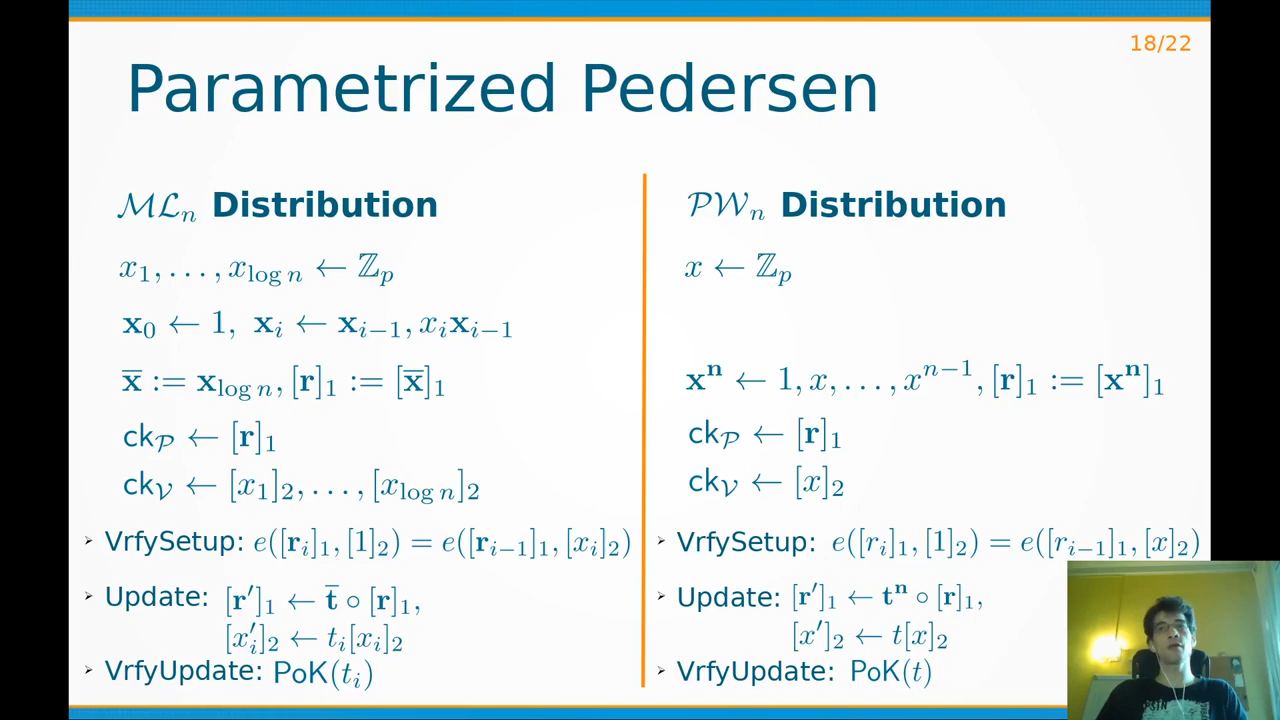 18/22
Parametrized Pedersen
𝓜𝓛ₙ Distribution
x₁, . . . , x_{log n} ← ℤₚ
𝐱₀ ← 1, 𝐱ᵢ ← 𝐱ᵢ₋₁, xᵢ𝐱ᵢ₋₁
𝐱̅ := 𝐱_{log n}, [𝐫]₁ := [𝐱̅]₁
ck_𝒫 ← [𝐫]₁
ck_𝒱 ← [x₁]₂, . . . , [x_{log n}]₂
VrfySetup: e([𝐫ᵢ]₁, [1]₂) = e([𝐫ᵢ₋₁]₁, [xᵢ]₂)
Update: [𝐫′]₁ ← 𝐭̅ ∘ [𝐫]₁,
[x′ᵢ]₂ ← tᵢ[xᵢ]₂
VrfyUpdate: PoK(tᵢ)
𝒫𝒲ₙ Distribution
x ← ℤₚ
𝐱^𝐧 ← 1, x, . . . , x^{n−1}, [𝐫]₁ := [𝐱^𝐧]₁
ck_𝒫 ← [𝐫]₁
ck_𝒱 ← [x]₂
VrfySetup: e([rᵢ]₁, [1]₂) = e([rᵢ₋₁]₁, [x]₂)
Update: [𝐫′]₁ ← 𝐭^𝐧 ∘ [𝐫]₁,
[x′]₂ ← t[x]₂
VrfyUpdate: PoK(t)